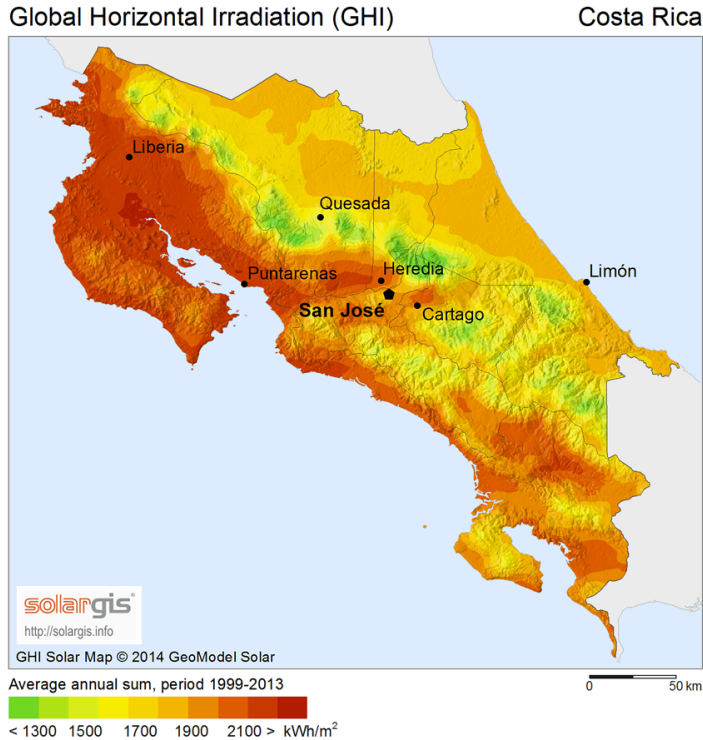 Global Horizontal Irradiation (GHI) Costa Rica
Liberia
Quesada
Puntarenas
Heredia
Limón
San José
Cartago
solargis®
http://solargis.info
GHI Solar Map © 2014 GeoModel Solar
Average annual sum, period 1999-2013
0 50 km
< 1300 1500 1700 1900 2100 > kWh/m²